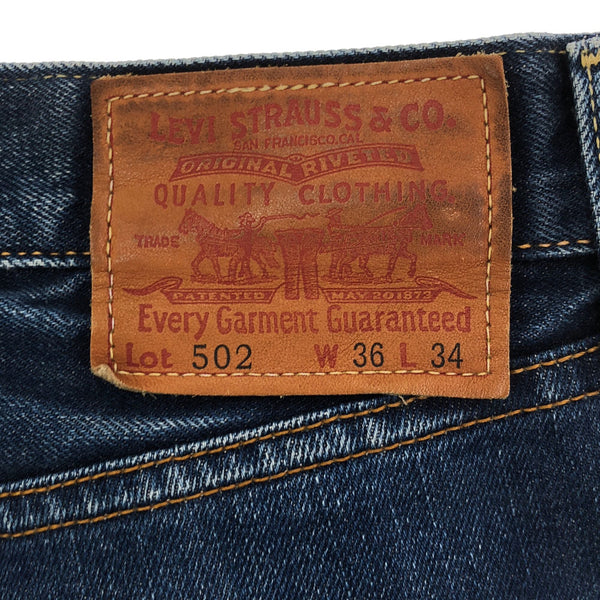 LEVI STRAUSS & CO.
SAN FRANCISCO, CAL.
ORIGINAL RIVETED
QUALITY CLOTHING
TRADE MARK
PATENTED MAY 20 1873
Every Garment Guaranteed
Lot 502 W 36 L 34